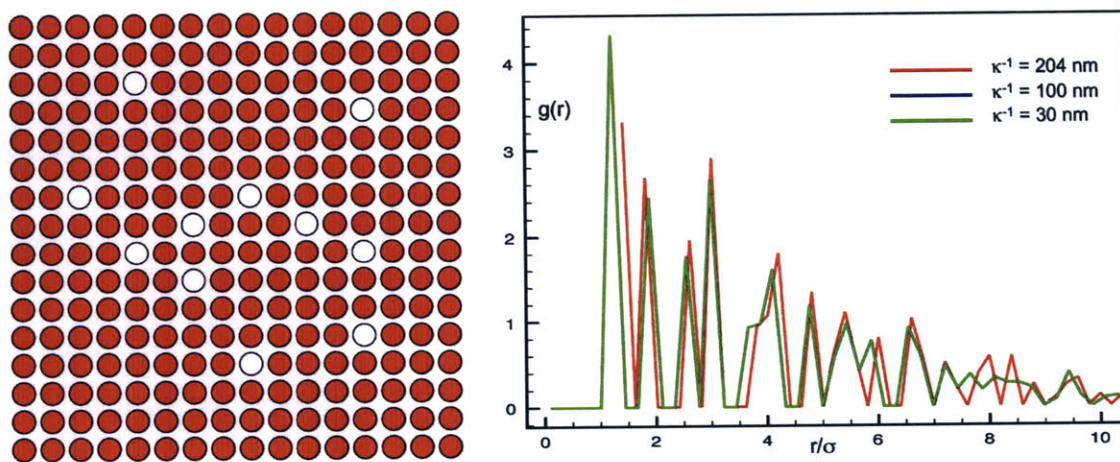 4
3
2
1
0
g(r)
κ⁻¹ = 204 nm
κ⁻¹ = 100 nm
κ⁻¹ = 30 nm
0 2 4 6 8 10
r/σ